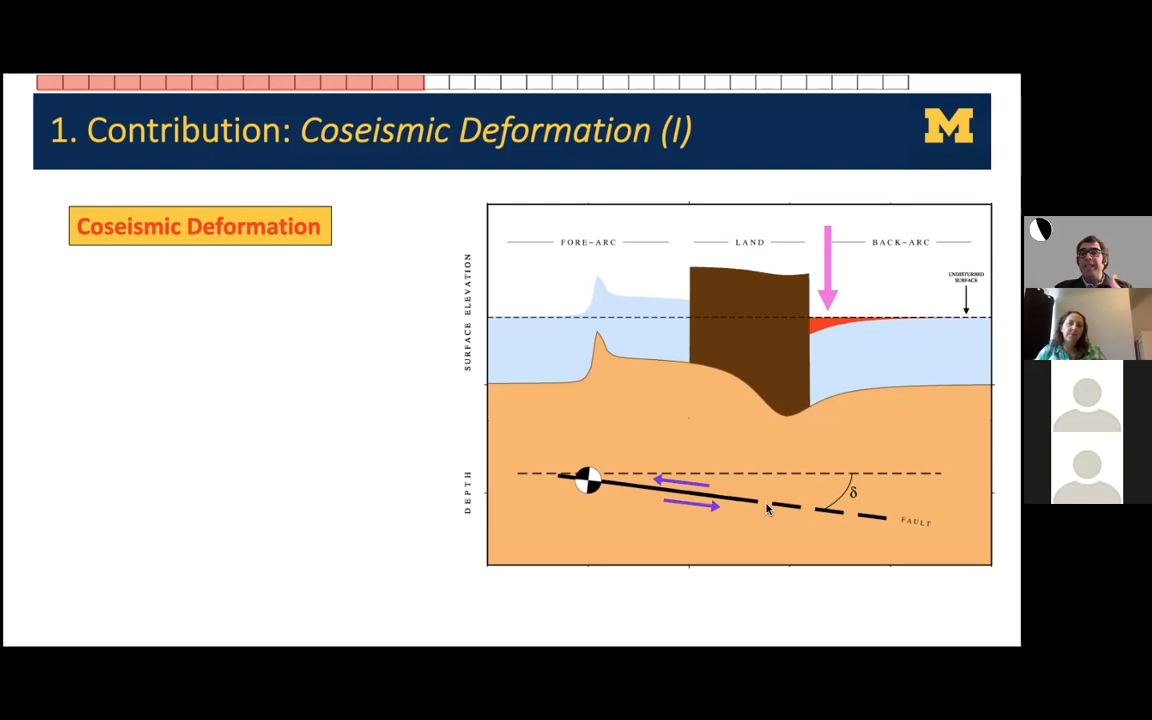 1. Contribution: Coseismic Deformation (I)
M
Coseismic Deformation
FORE-ARC
LAND
BACK-ARC
UNDISTURBED
SURFACE
SURFACE ELEVATION
DEPTH
δ
FAULT